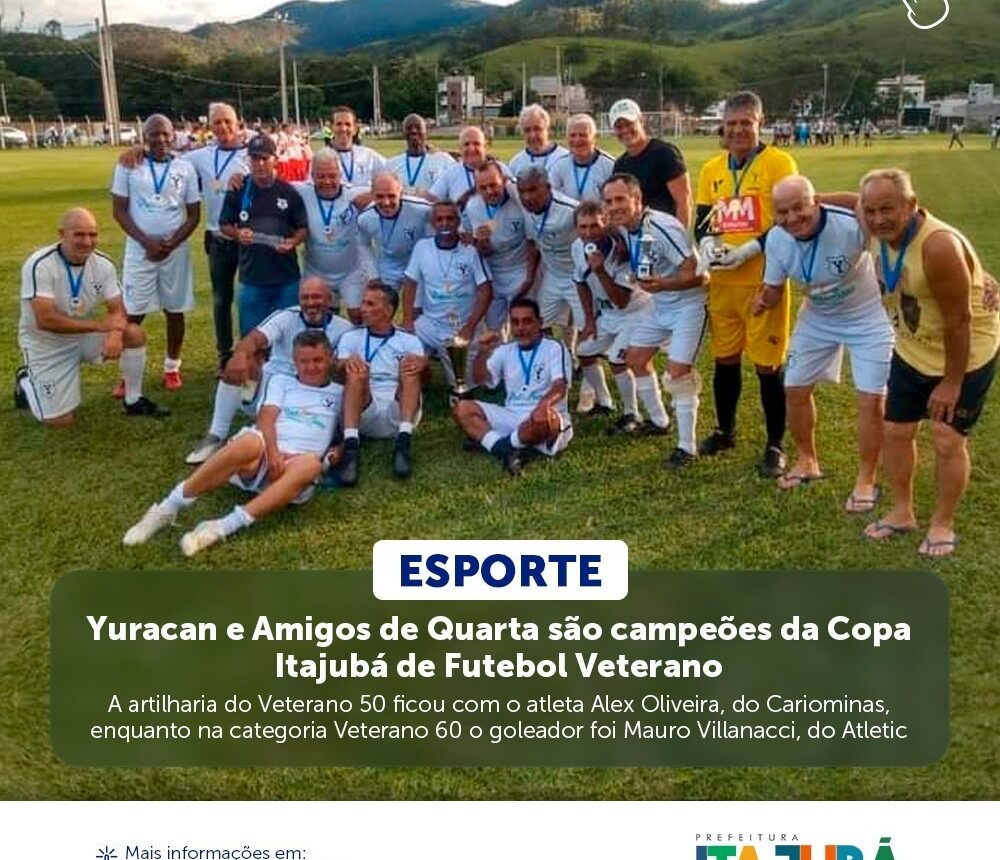 MM
ESPORTE
Yuracan e Amigos de Quarta são campeões da Copa
Itajubá de Futebol Veterano
A artilharia do Veterano 50 ficou com o atleta Alex Oliveira, do Cariominas,
enquanto na categoria Veterano 60 o goleador foi Mauro Villanacci, do Atletic
Mais informações em:
PREFEITURA
ITAJUBÁ